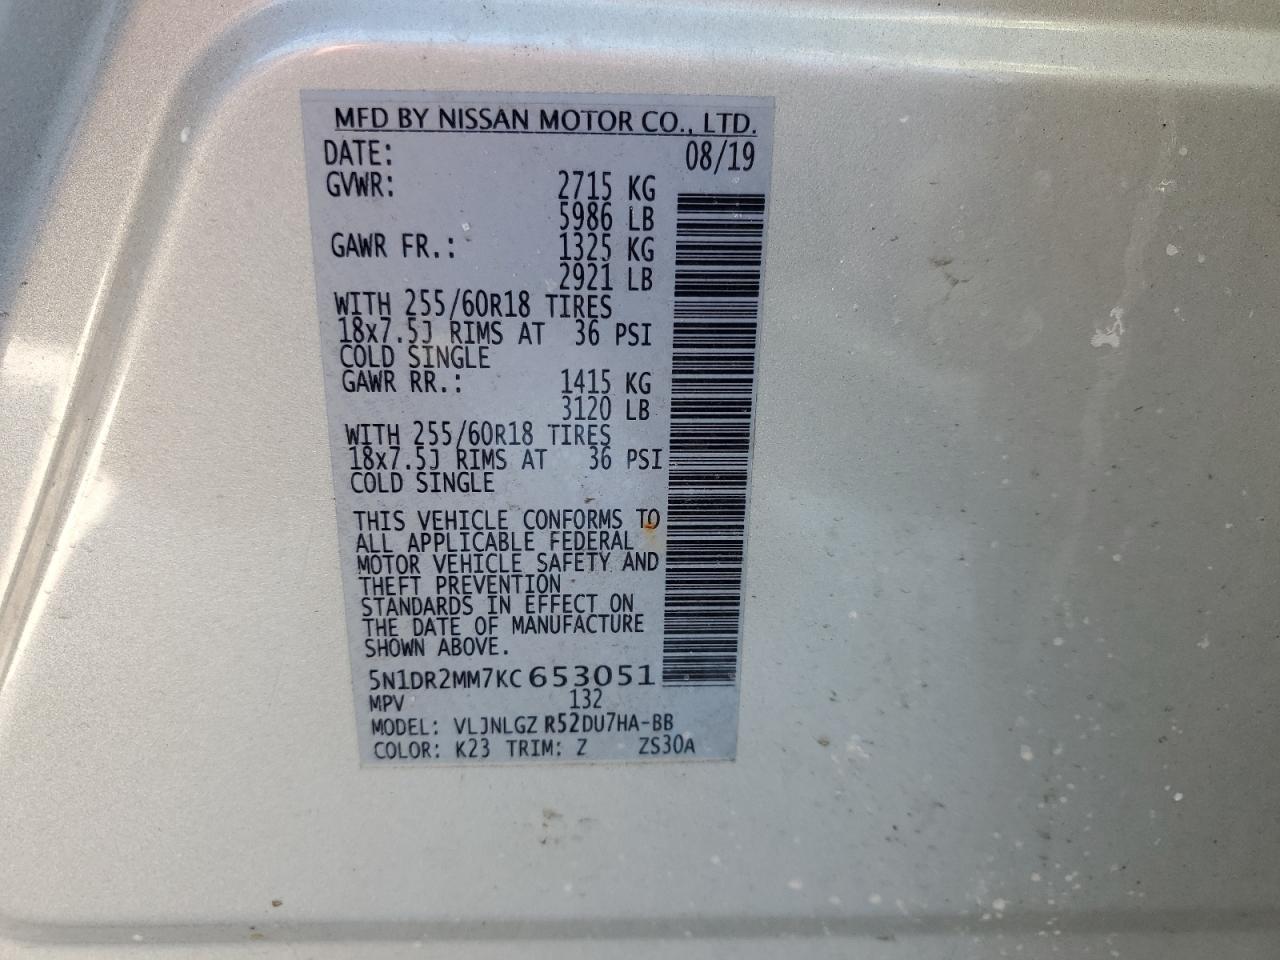 MFD BY NISSAN MOTOR CO., LTD.
DATE: 08/19
GVWR: 2715 KG
5986 LB
GAWR FR.: 1325 KG
2921 LB
WITH 255/60R18 TIRES
18x7.5J RIMS AT 36 PSI
COLD SINGLE
GAWR RR.: 1415 KG
3120 LB
WITH 255/60R18 TIRES
18x7.5J RIMS AT 36 PSI
COLD SINGLE
THIS VEHICLE CONFORMS TO
ALL APPLICABLE FEDERAL
MOTOR VEHICLE SAFETY AND
THEFT PREVENTION
STANDARDS IN EFFECT ON
THE DATE OF MANUFACTURE
SHOWN ABOVE.
5N1DR2MM7KC653051
MPV 132
MODEL: VLJNLGZ R52DU7HA-BB
COLOR: K23 TRIM: Z ZS30A